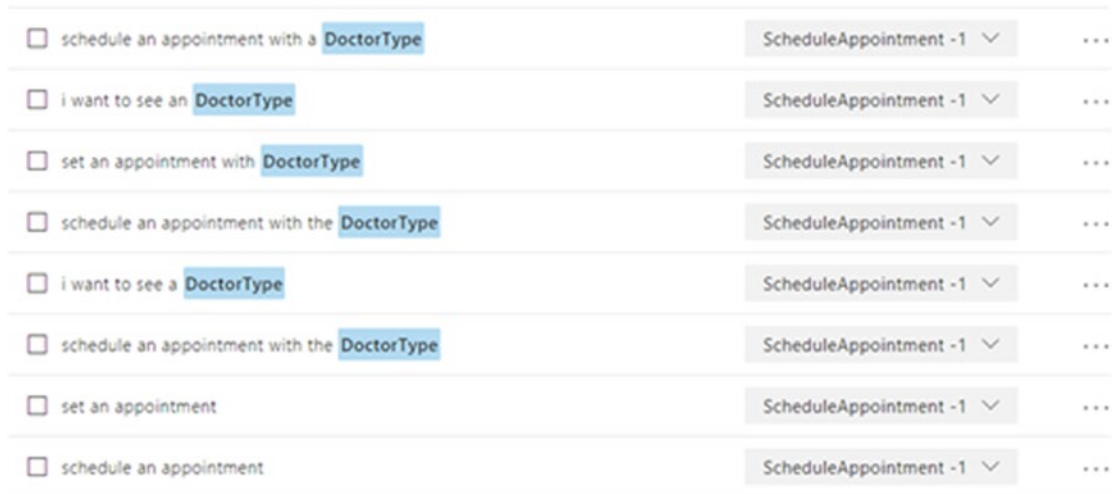 schedule an appointment with a DoctorType ScheduleAppointment -1 ...
i want to see an DoctorType ScheduleAppointment -1 ...
set an appointment with DoctorType ScheduleAppointment -1 ...
schedule an appointment with the DoctorType ScheduleAppointment -1 ...
i want to see a DoctorType ScheduleAppointment -1 ...
schedule an appointment with the DoctorType ScheduleAppointment -1 ...
set an appointment ScheduleAppointment -1 ...
schedule an appointment ScheduleAppointment -1 ...